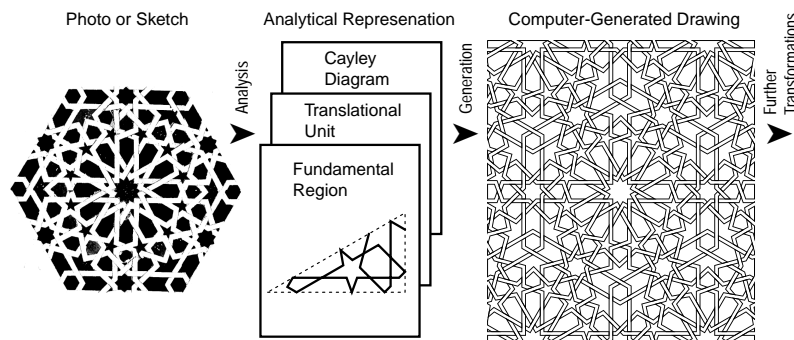 Photo or Sketch
Analysis
Analytical Represenation
Cayley
Diagram
Translational
Unit
Fundamental
Region
Generation
Computer-Generated Drawing
Further
Transformations